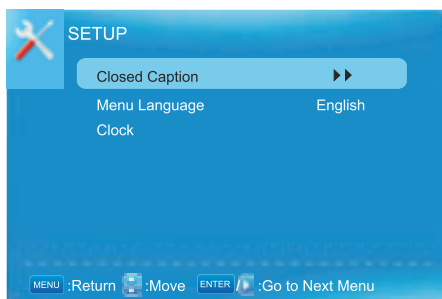 SETUP
Closed Caption
Menu Language English
Clock
MENU :Return :Move ENTER / :Go to Next Menu